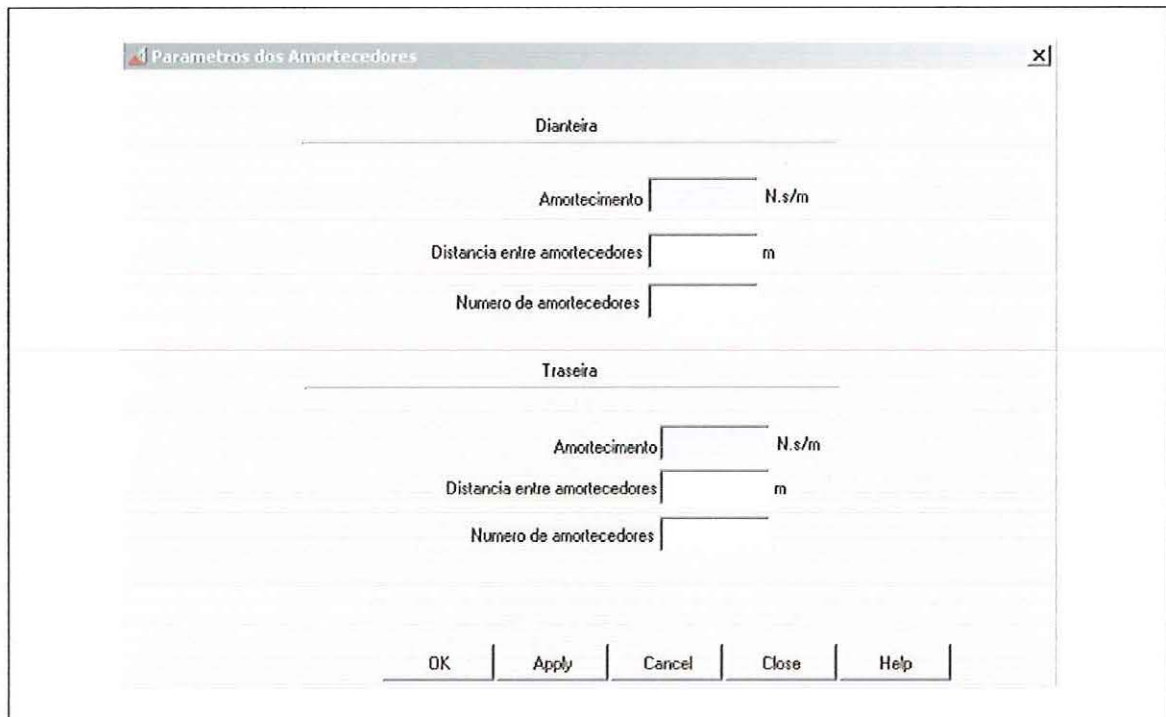 Parametros dos Amortecedores
Dianteira
Amortecimento N.s/m
Distancia entre amortecedores m
Numero de amortecedores
Traseira
Amortecimento N.s/m
Distancia entre amortecedores m
Numero de amortecedores
OK Apply Cancel Close Help